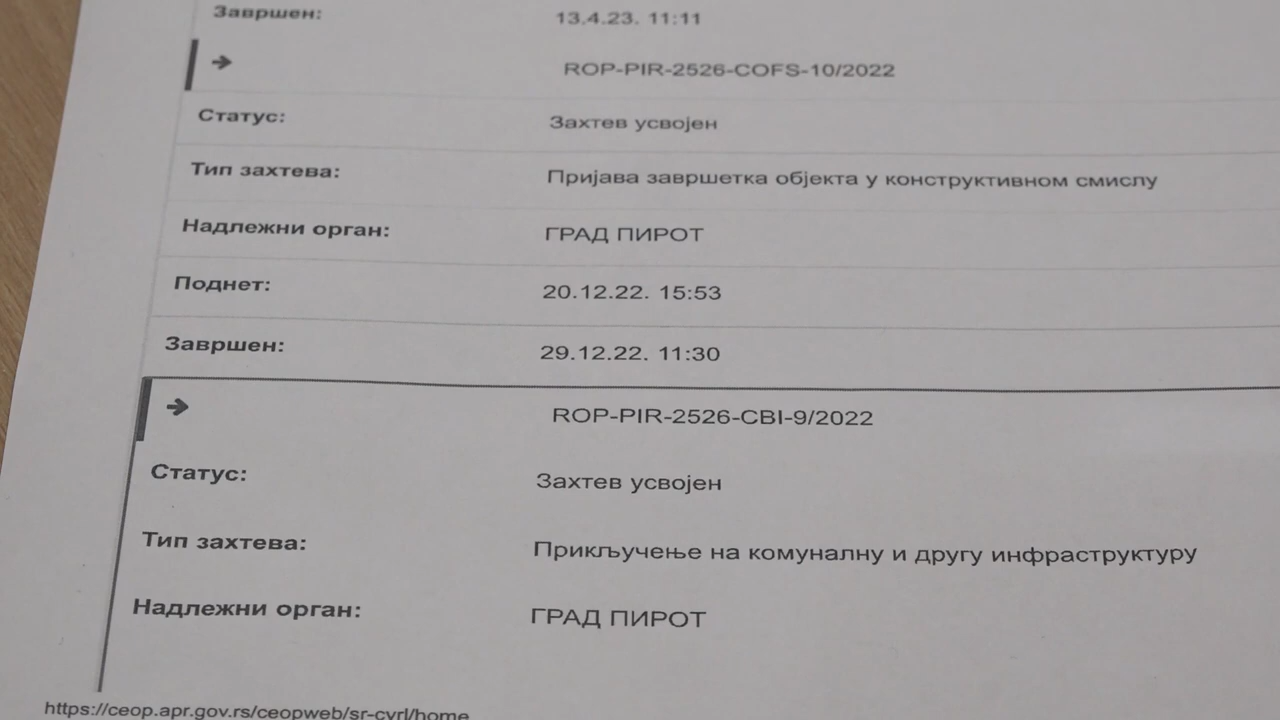 Завршен: 13.4.23. 11:11
→ ROP-PIR-2526-COFS-10/2022
Статус: Захтев усвојен
Тип захтева: Пријава завршетка објекта у конструктивном смислу
Надлежни орган: ГРАД ПИРОТ
Поднет: 20.12.22. 15:53
Завршен: 29.12.22. 11:30
→ ROP-PIR-2526-CBI-9/2022
Статус: Захтев усвојен
Тип захтева: Прикључење на комуналну и другу инфраструктуру
Надлежни орган: ГРАД ПИРОТ
https://ceop.apr.gov.rs/ceopweb/sr-cyrl/home